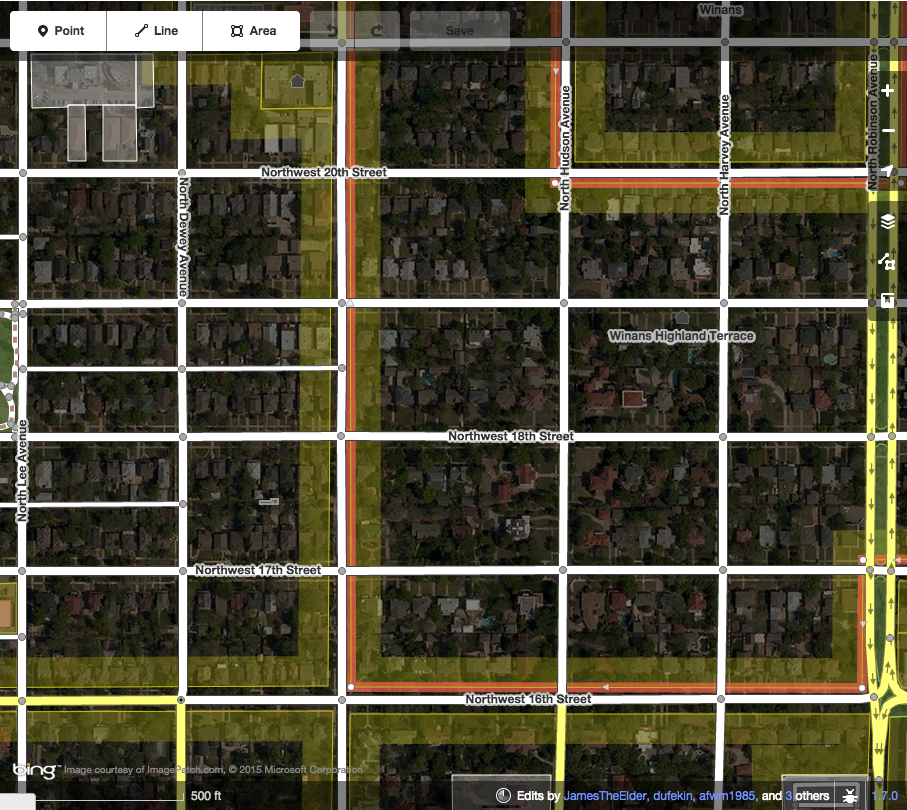 Winans
Point
Line
Area
Save
North Hudson Avenue
North Harvey Avenue
North Robinson Avenue
Northwest 20th Street
North Dewey Avenue
Winans Highland Terrace
North Lee Avenue
Northwest 18th Street
Northwest 17th Street
Northwest 16th Street
bing
Image courtesy of ImagePatch.com, © 2015 Microsoft Corporation
500 ft
Edits by JamesTheElder, dufekin, afwm1985, and 3 others
1.7.0